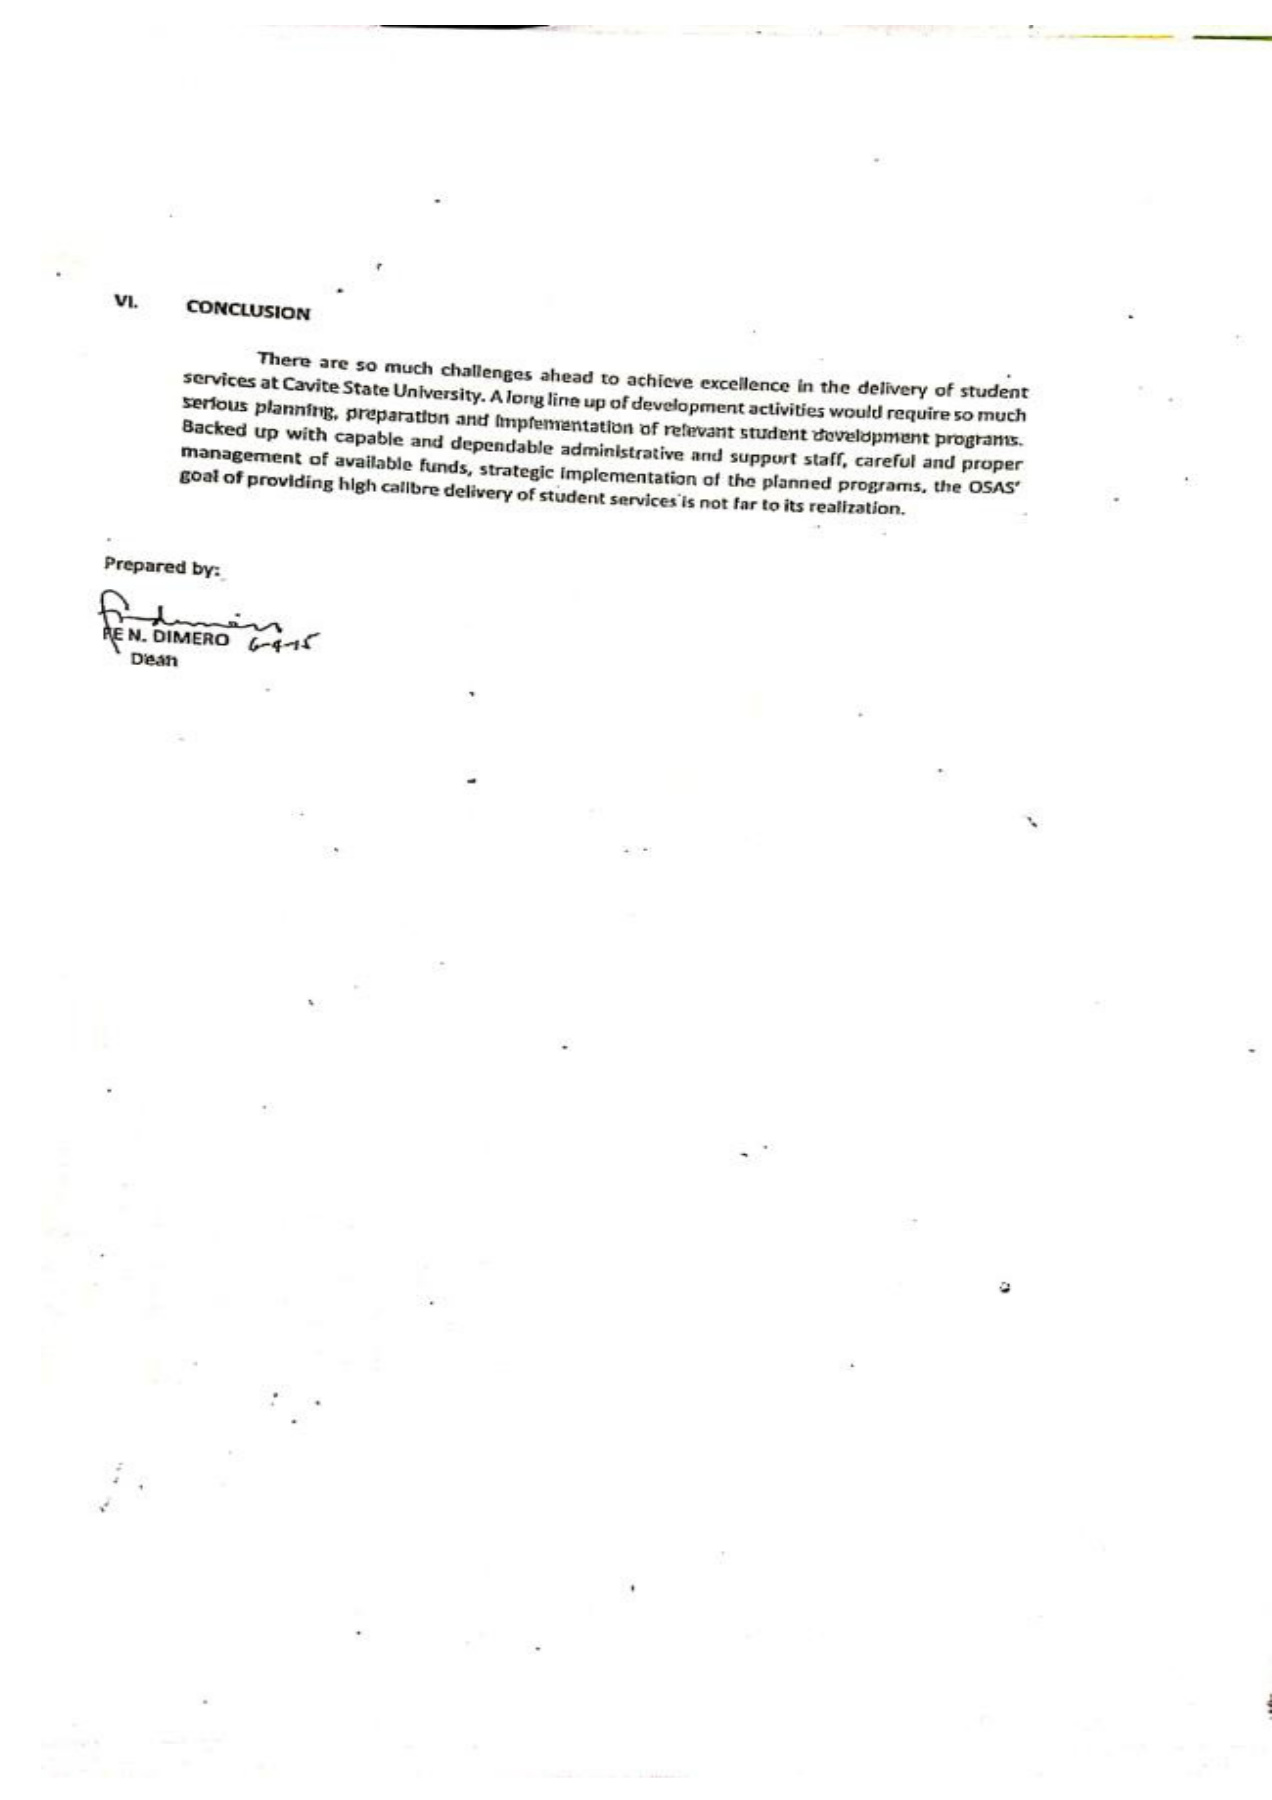 VI. CONCLUSION
There are so much challenges ahead to achieve excellence in the delivery of student
services at Cavite State University. A long line up of development activities would require so much
serious planning, preparation and implementation of relevant student development programs.
Backed up with capable and dependable administrative and support staff, careful and proper
management of available funds, strategic implementation of the planned programs, the OSAS'
goal of providing high calibre delivery of student services is not far to its realization.
Prepared by:
FE N. DIMERO 6-4-15
Dean